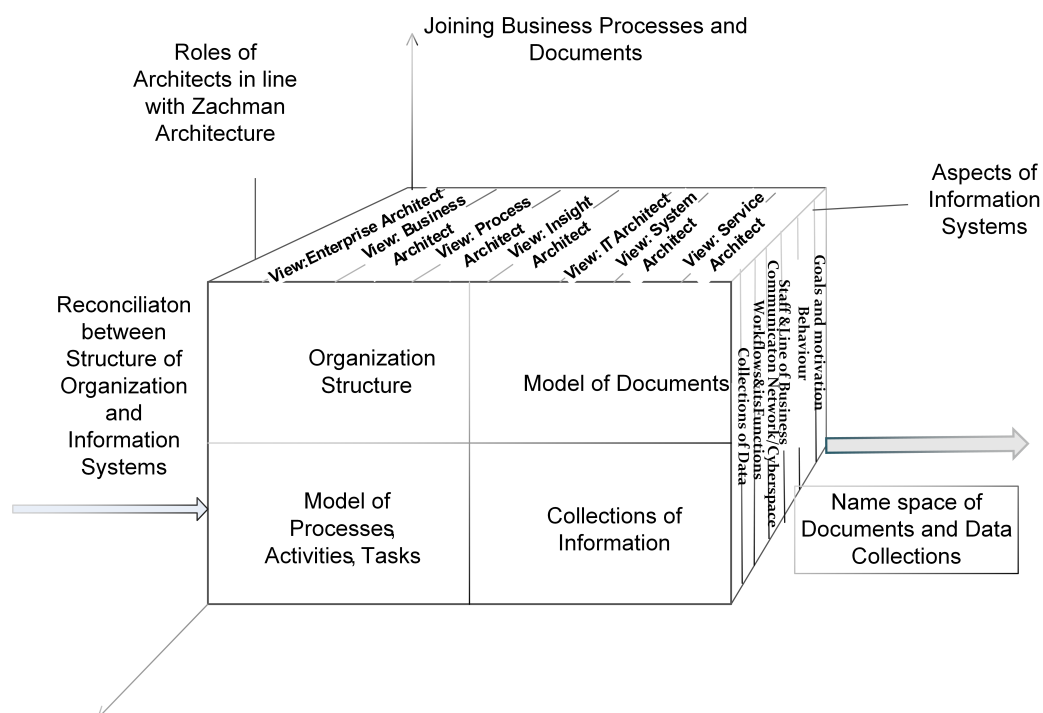 Joining Business Processes and
Documents
Roles of
Architects in line
with Zachman
Architecture
Aspects of
Information
Systems
View:Enterprise Architect
View: Business
Architect
View: Process
Architect
View: Insight
Architect
View: IT Architect
View: System
Architect
View: Service
Architect
Reconciliaton
between
Structure of
Organization
and
Information
Systems
Organization
Structure
Model of Documents
Model of
Processes,
Activities, Tasks
Collections of
Information
Collections of Data
Workflows&itsFunctions
Communicaton Network/Cyberspace
Staff &Line of Business
Behaviour
Goals and motivation
Name space of
Documents and Data
Collections